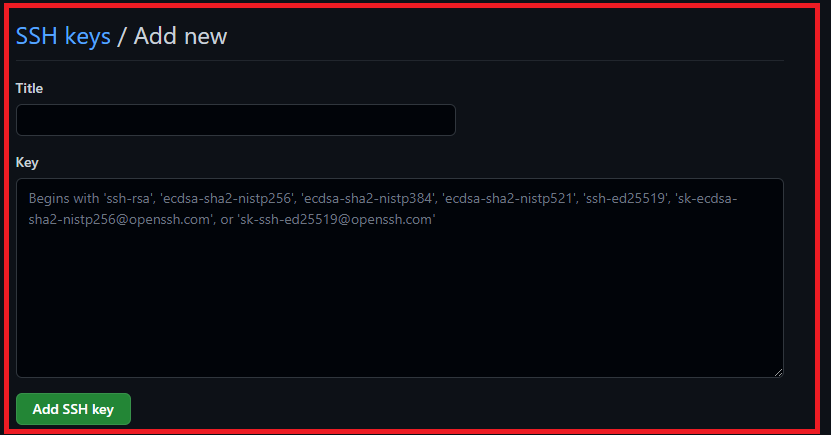 SSH keys / Add new
Title
Key
Begins with 'ssh-rsa', 'ecdsa-sha2-nistp256', 'ecdsa-sha2-nistp384', 'ecdsa-sha2-nistp521', 'ssh-ed25519', 'sk-ecdsa-
sha2-nistp256@openssh.com', or 'sk-ssh-ed25519@openssh.com'
Add SSH key